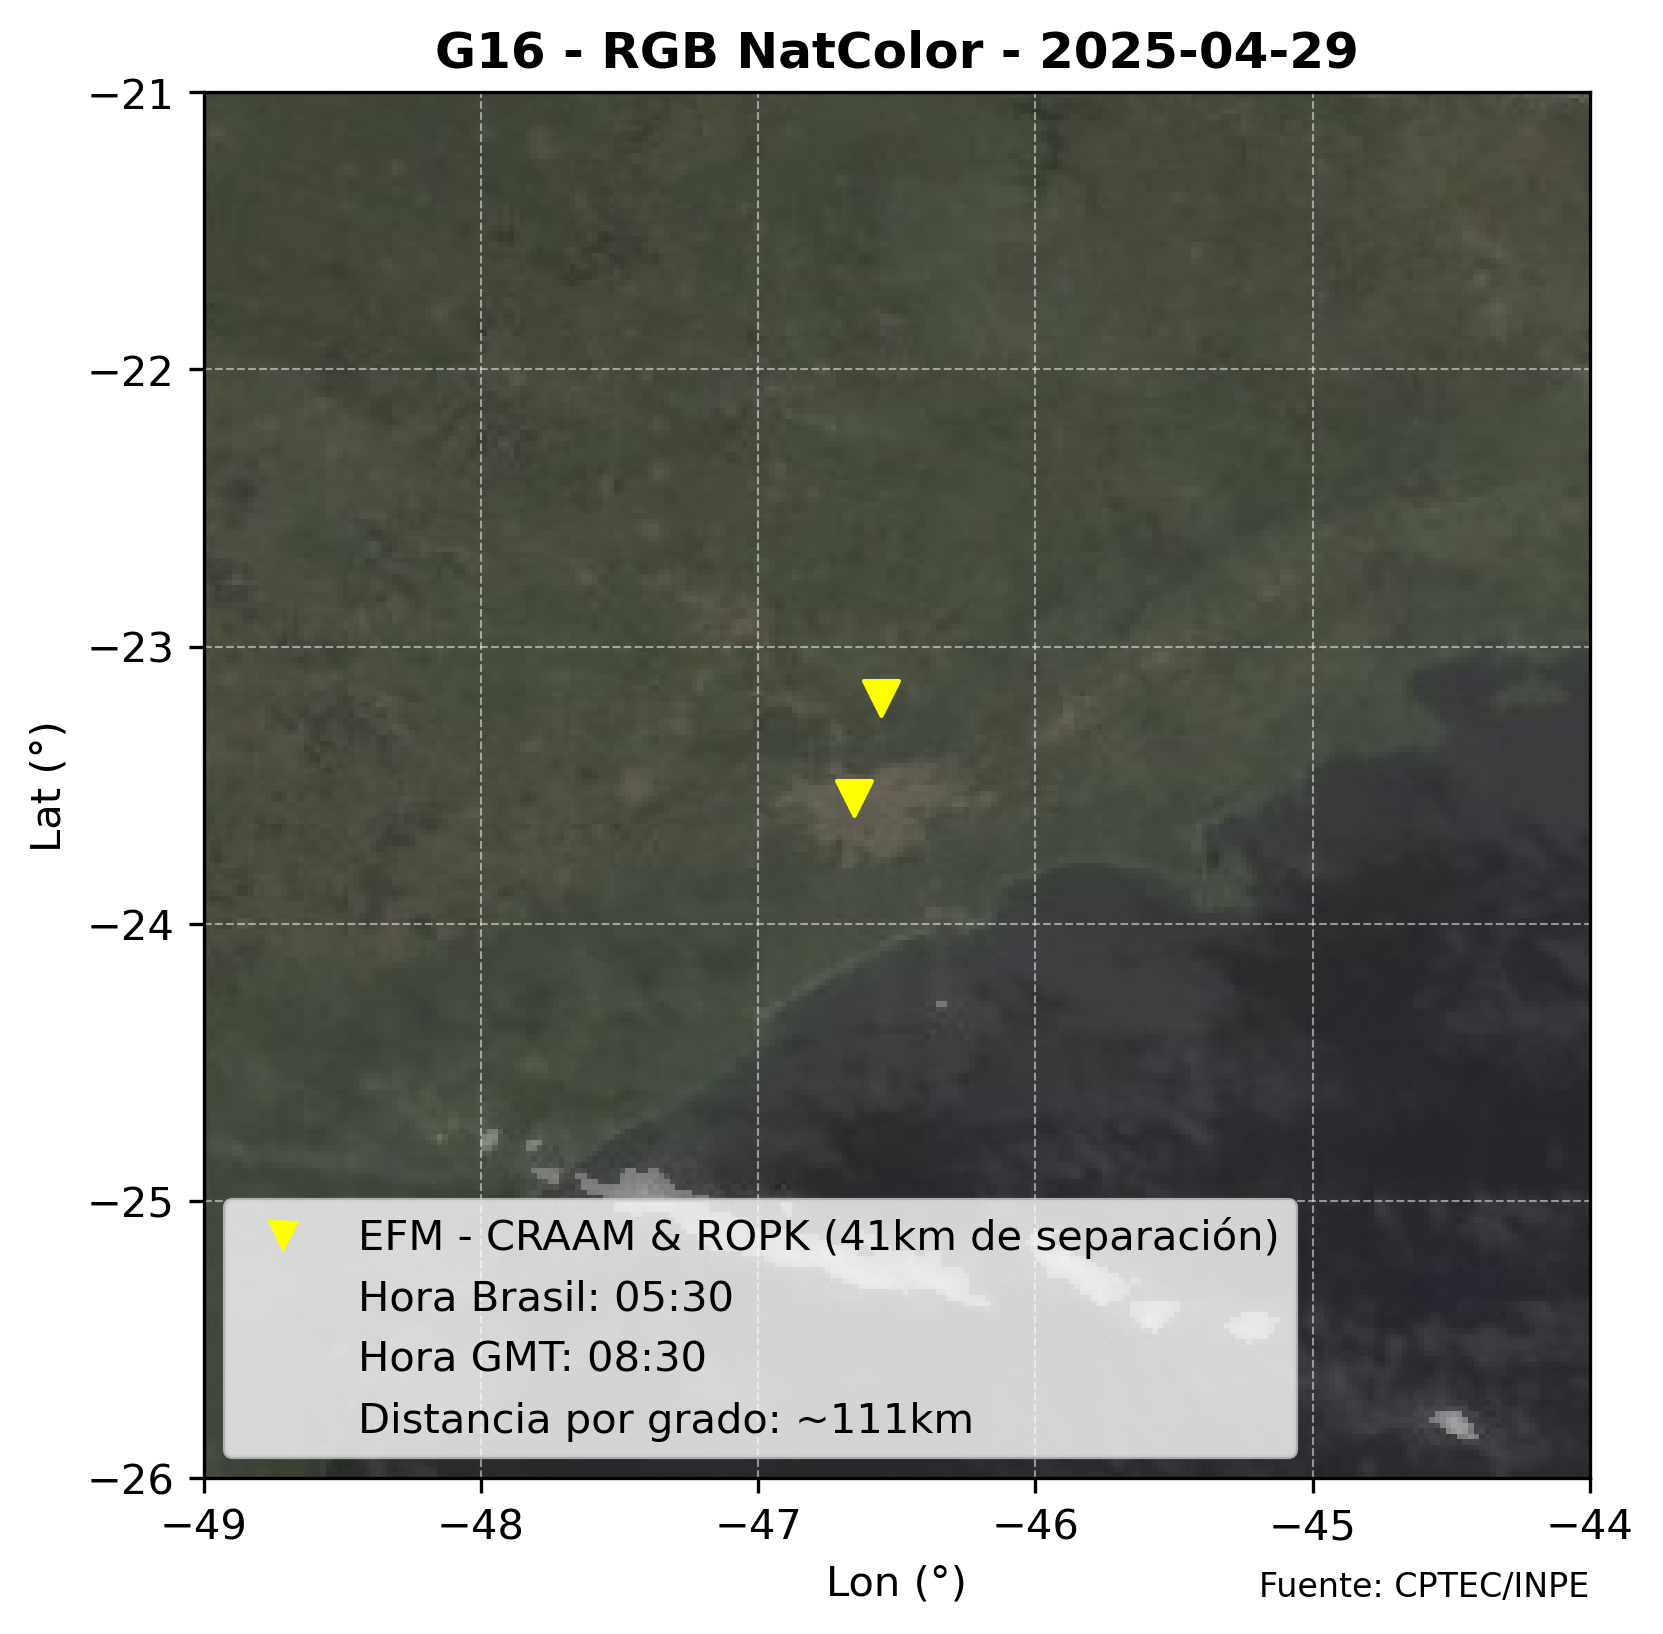 G16 - RGB NatColor - 2025-04-29
−21
−22
−23
−24
−25
−26
Lat (°)
EFM - CRAAM & ROPK (41km de separación)
Hora Brasil: 05:30
Hora GMT: 08:30
Distancia por grado: ~111km
−49 −48 −47 −46 −45 −44
Lon (°)
Fuente: CPTEC/INPE